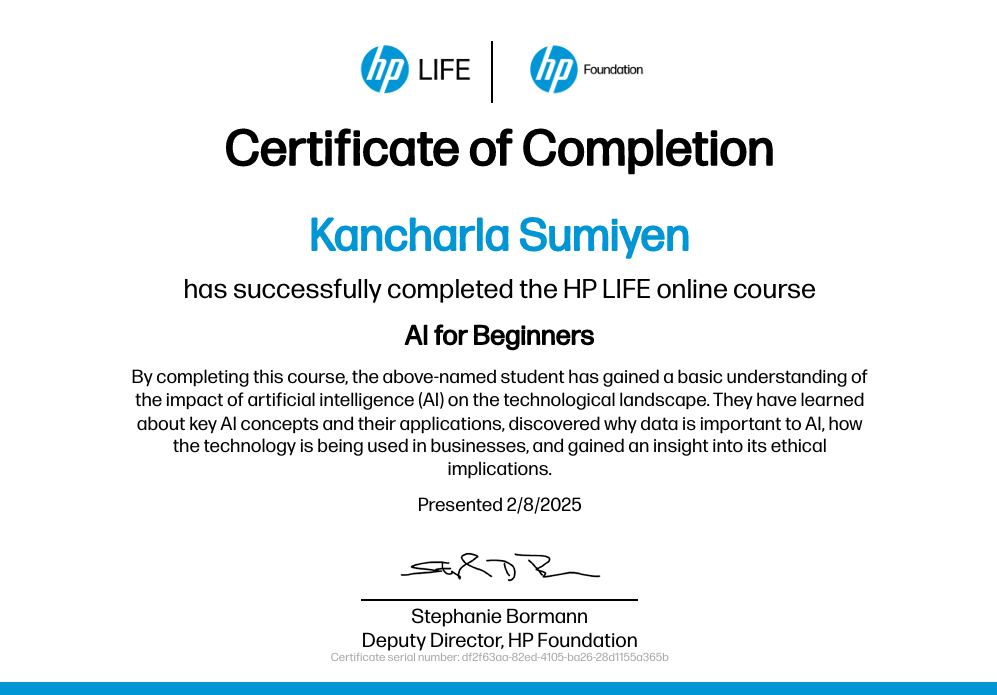 hp LIFE
hp Foundation
Certificate of Completion
Kancharla Sumiyen
has successfully completed the HP LIFE online course
AI for Beginners
By completing this course, the above-named student has gained a basic understanding of
the impact of artificial intelligence (AI) on the technological landscape. They have learned
about key AI concepts and their applications, discovered why data is important to AI, how
the technology is being used in businesses, and gained an insight into its ethical
implications.
Presented 2/8/2025
Stephanie Bormann
Deputy Director, HP Foundation
Certificate serial number: df2f63aa-82ed-4105-ba26-28d1155a365b